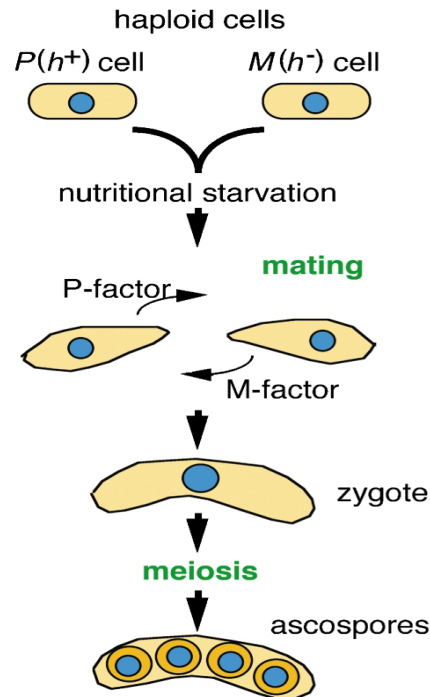 haploid cells
P(h+) cell
M(h-) cell
nutritional starvation
mating
P-factor
M-factor
zygote
meiosis
ascospores